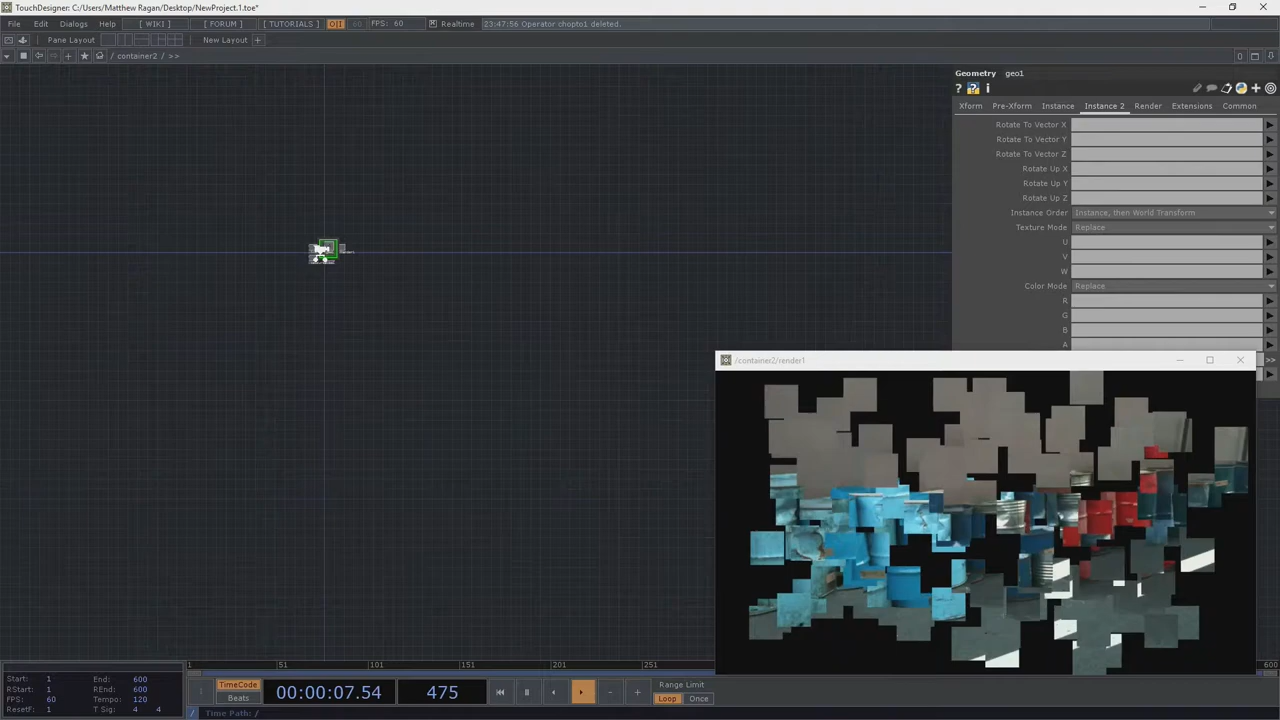 TouchDesigner: C:/Users/Matthew Ragan/Desktop/NewProject.1.toe*
File Edit Dialogs Help [ WIKI ] [ FORUM ] [ TUTORIALS ] O|I 60 FPS: 60 Realtime 23:47:56 Operator chopto1 deleted.
Pane Layout New Layout +
/ container2 / >> 0
Geometry geo1
? ? i
Xform Pre-Xform Instance Instance 2 Render Extensions Common
Rotate To Vector X
Rotate To Vector Y
Rotate To Vector Z
Rotate Up X
Rotate Up Y
Rotate Up Z
Instance Order Instance, then World Transform
Texture Mode Replace
U
V
W
Color Mode Replace
R
G
B
A
/container2/render1
>>
1 51 101 151 201 251 600
Start: 1 End: 600
RStart: 1 REnd: 600
FPS: 60 Tempo: 120
ResetF: 1 T Sig: 4 4
TimeCode
Beats
00:00:07.54 475
Range Limit
Loop Once
/ Time Path: /